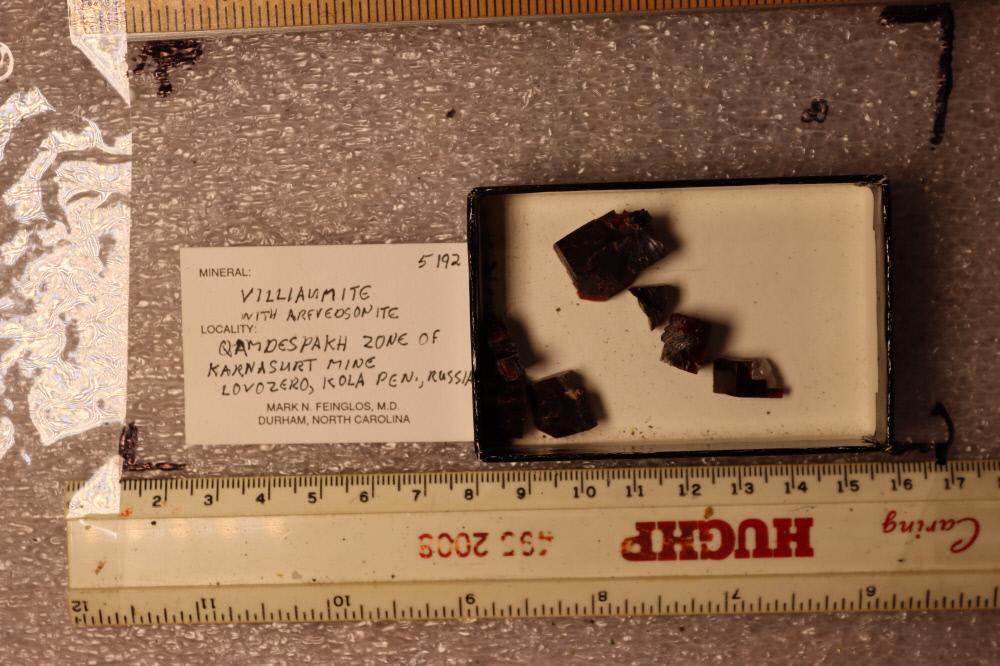 5192
MINERAL:
VILLIAUMITE
WITH ARFVEDSONITE
LOCALITY:
QAMDESPAKH ZONE OF
KARNASURT MINE
LOVOZERO, KOLA PEN., RUSSIA
MARK N. FEINGLOS, M.D.
DURHAM, NORTH CAROLINA
2 3 4 5 6 7 8 9 10 11 12 13 14 15 16 17
Caring
HUGHP
495 2009
12 11 10 9 8 7 6